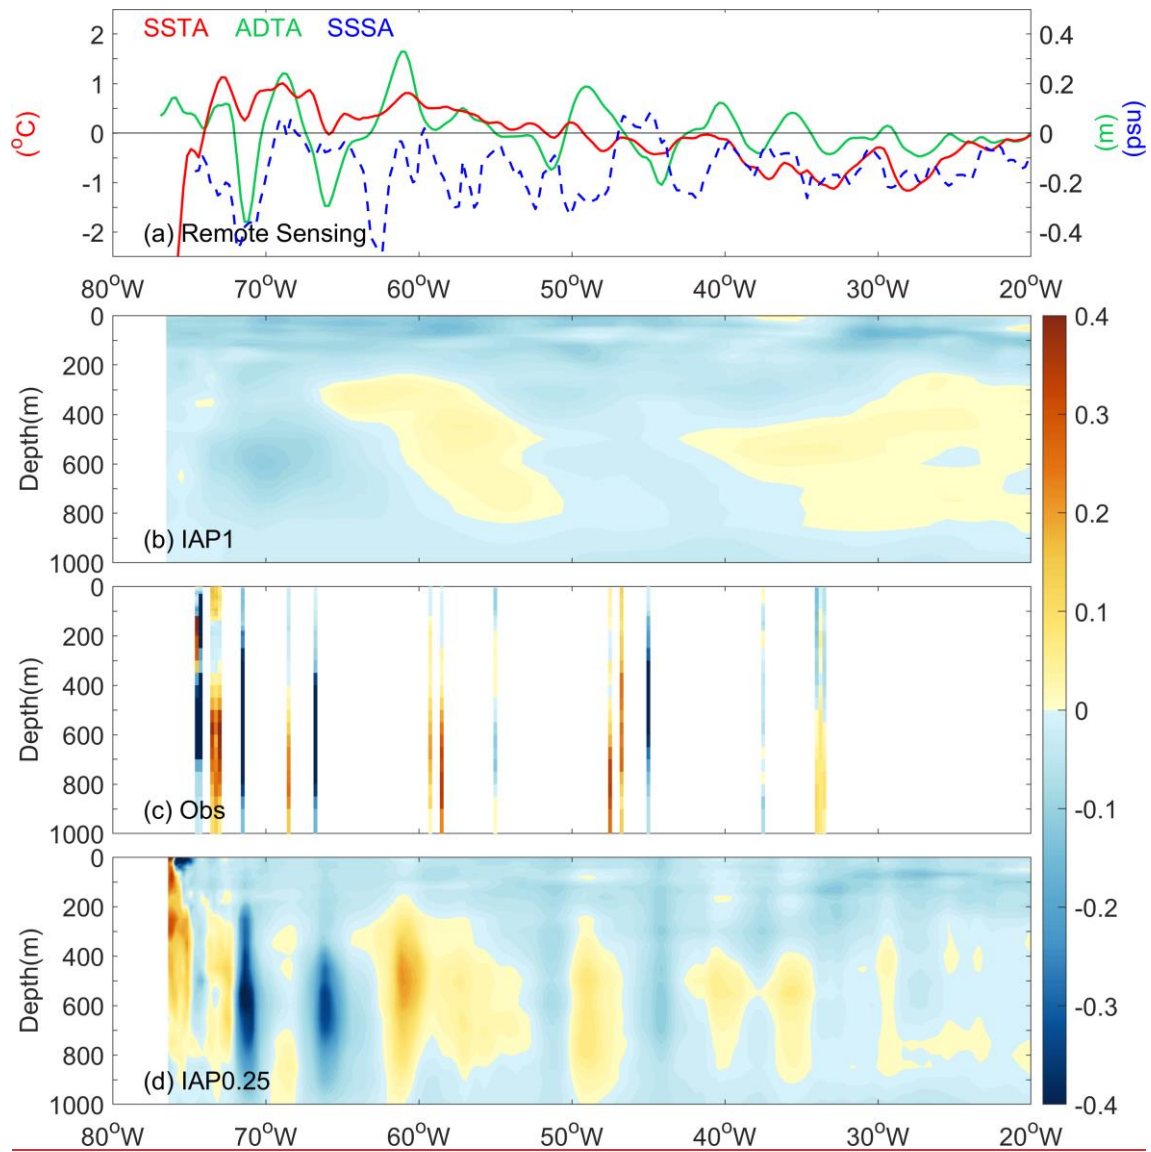 SSTA ADTA SSSA
2 0.4
1 0.2
0 0
-1 -0.2
-2 -0.4
(°C) (m) (psu)
(a) Remote Sensing
80°W 70°W 60°W 50°W 40°W 30°W 20°W
0
200
400
600
800
1000
Depth(m)
(b) IAP1
0
200
400
600
800
1000
Depth(m)
(c) Obs
0
200
400
600
800
1000
Depth(m)
(d) IAP0.25
80°W 70°W 60°W 50°W 40°W 30°W 20°W
0.4
0.3
0.2
0.1
0
-0.1
-0.2
-0.3
-0.4